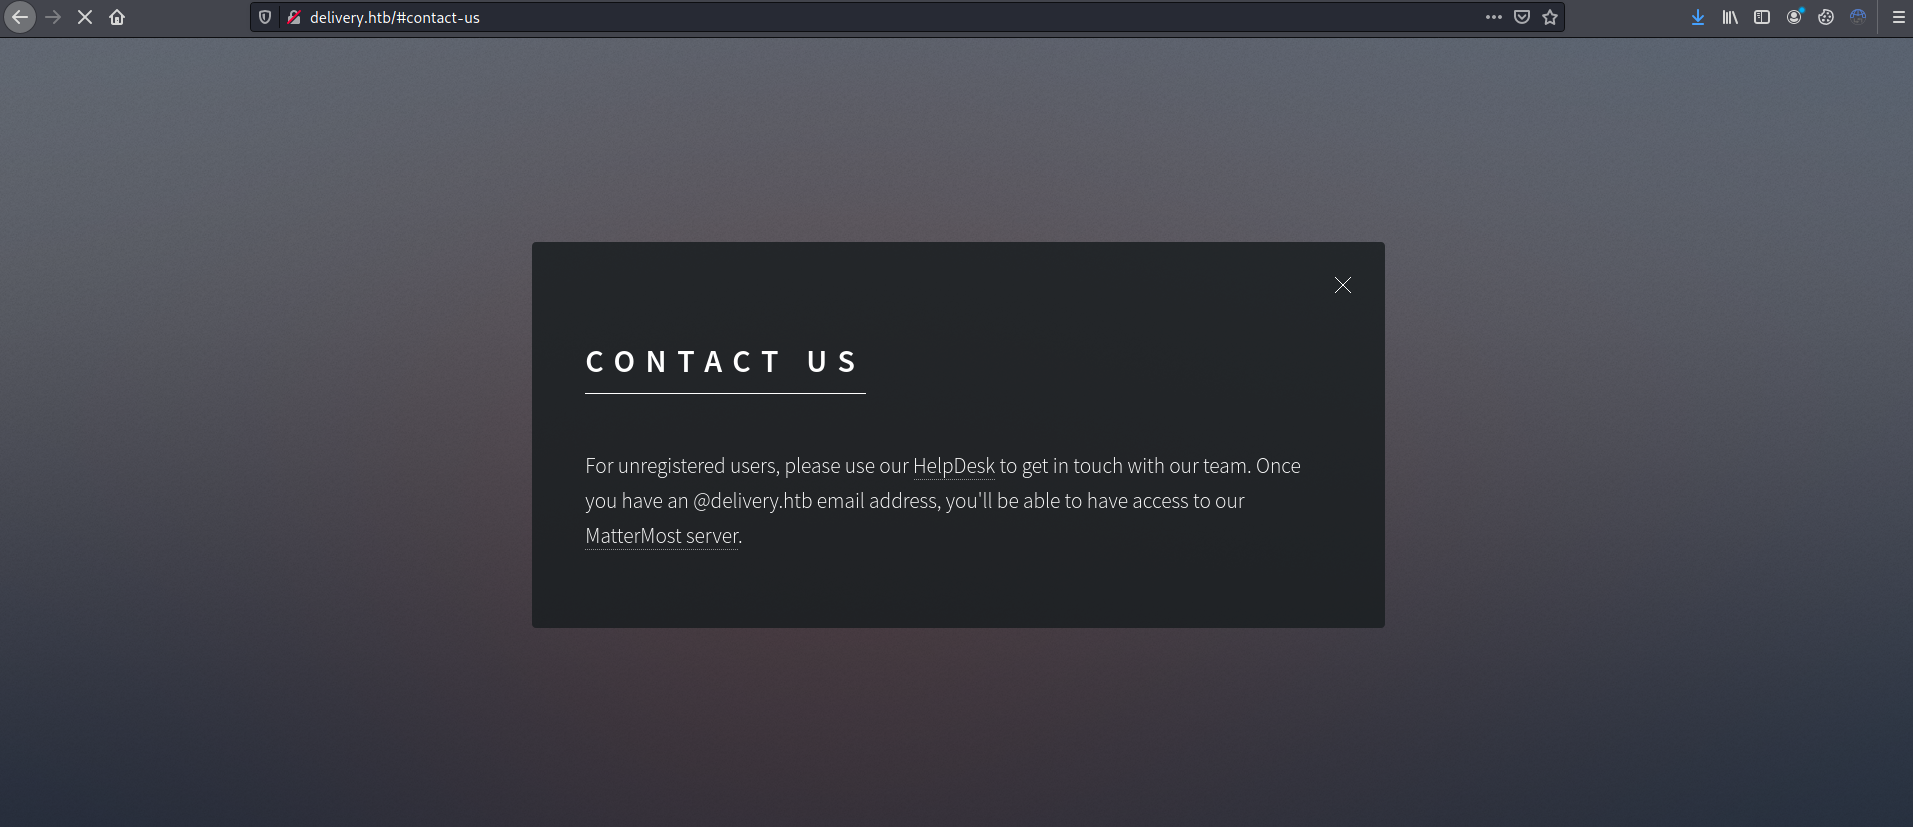 delivery.htb/#contact-us
CONTACT US
For unregistered users, please use our HelpDesk to get in touch with our team. Once
you have an @delivery.htb email address, you'll be able to have access to our
MatterMost server.